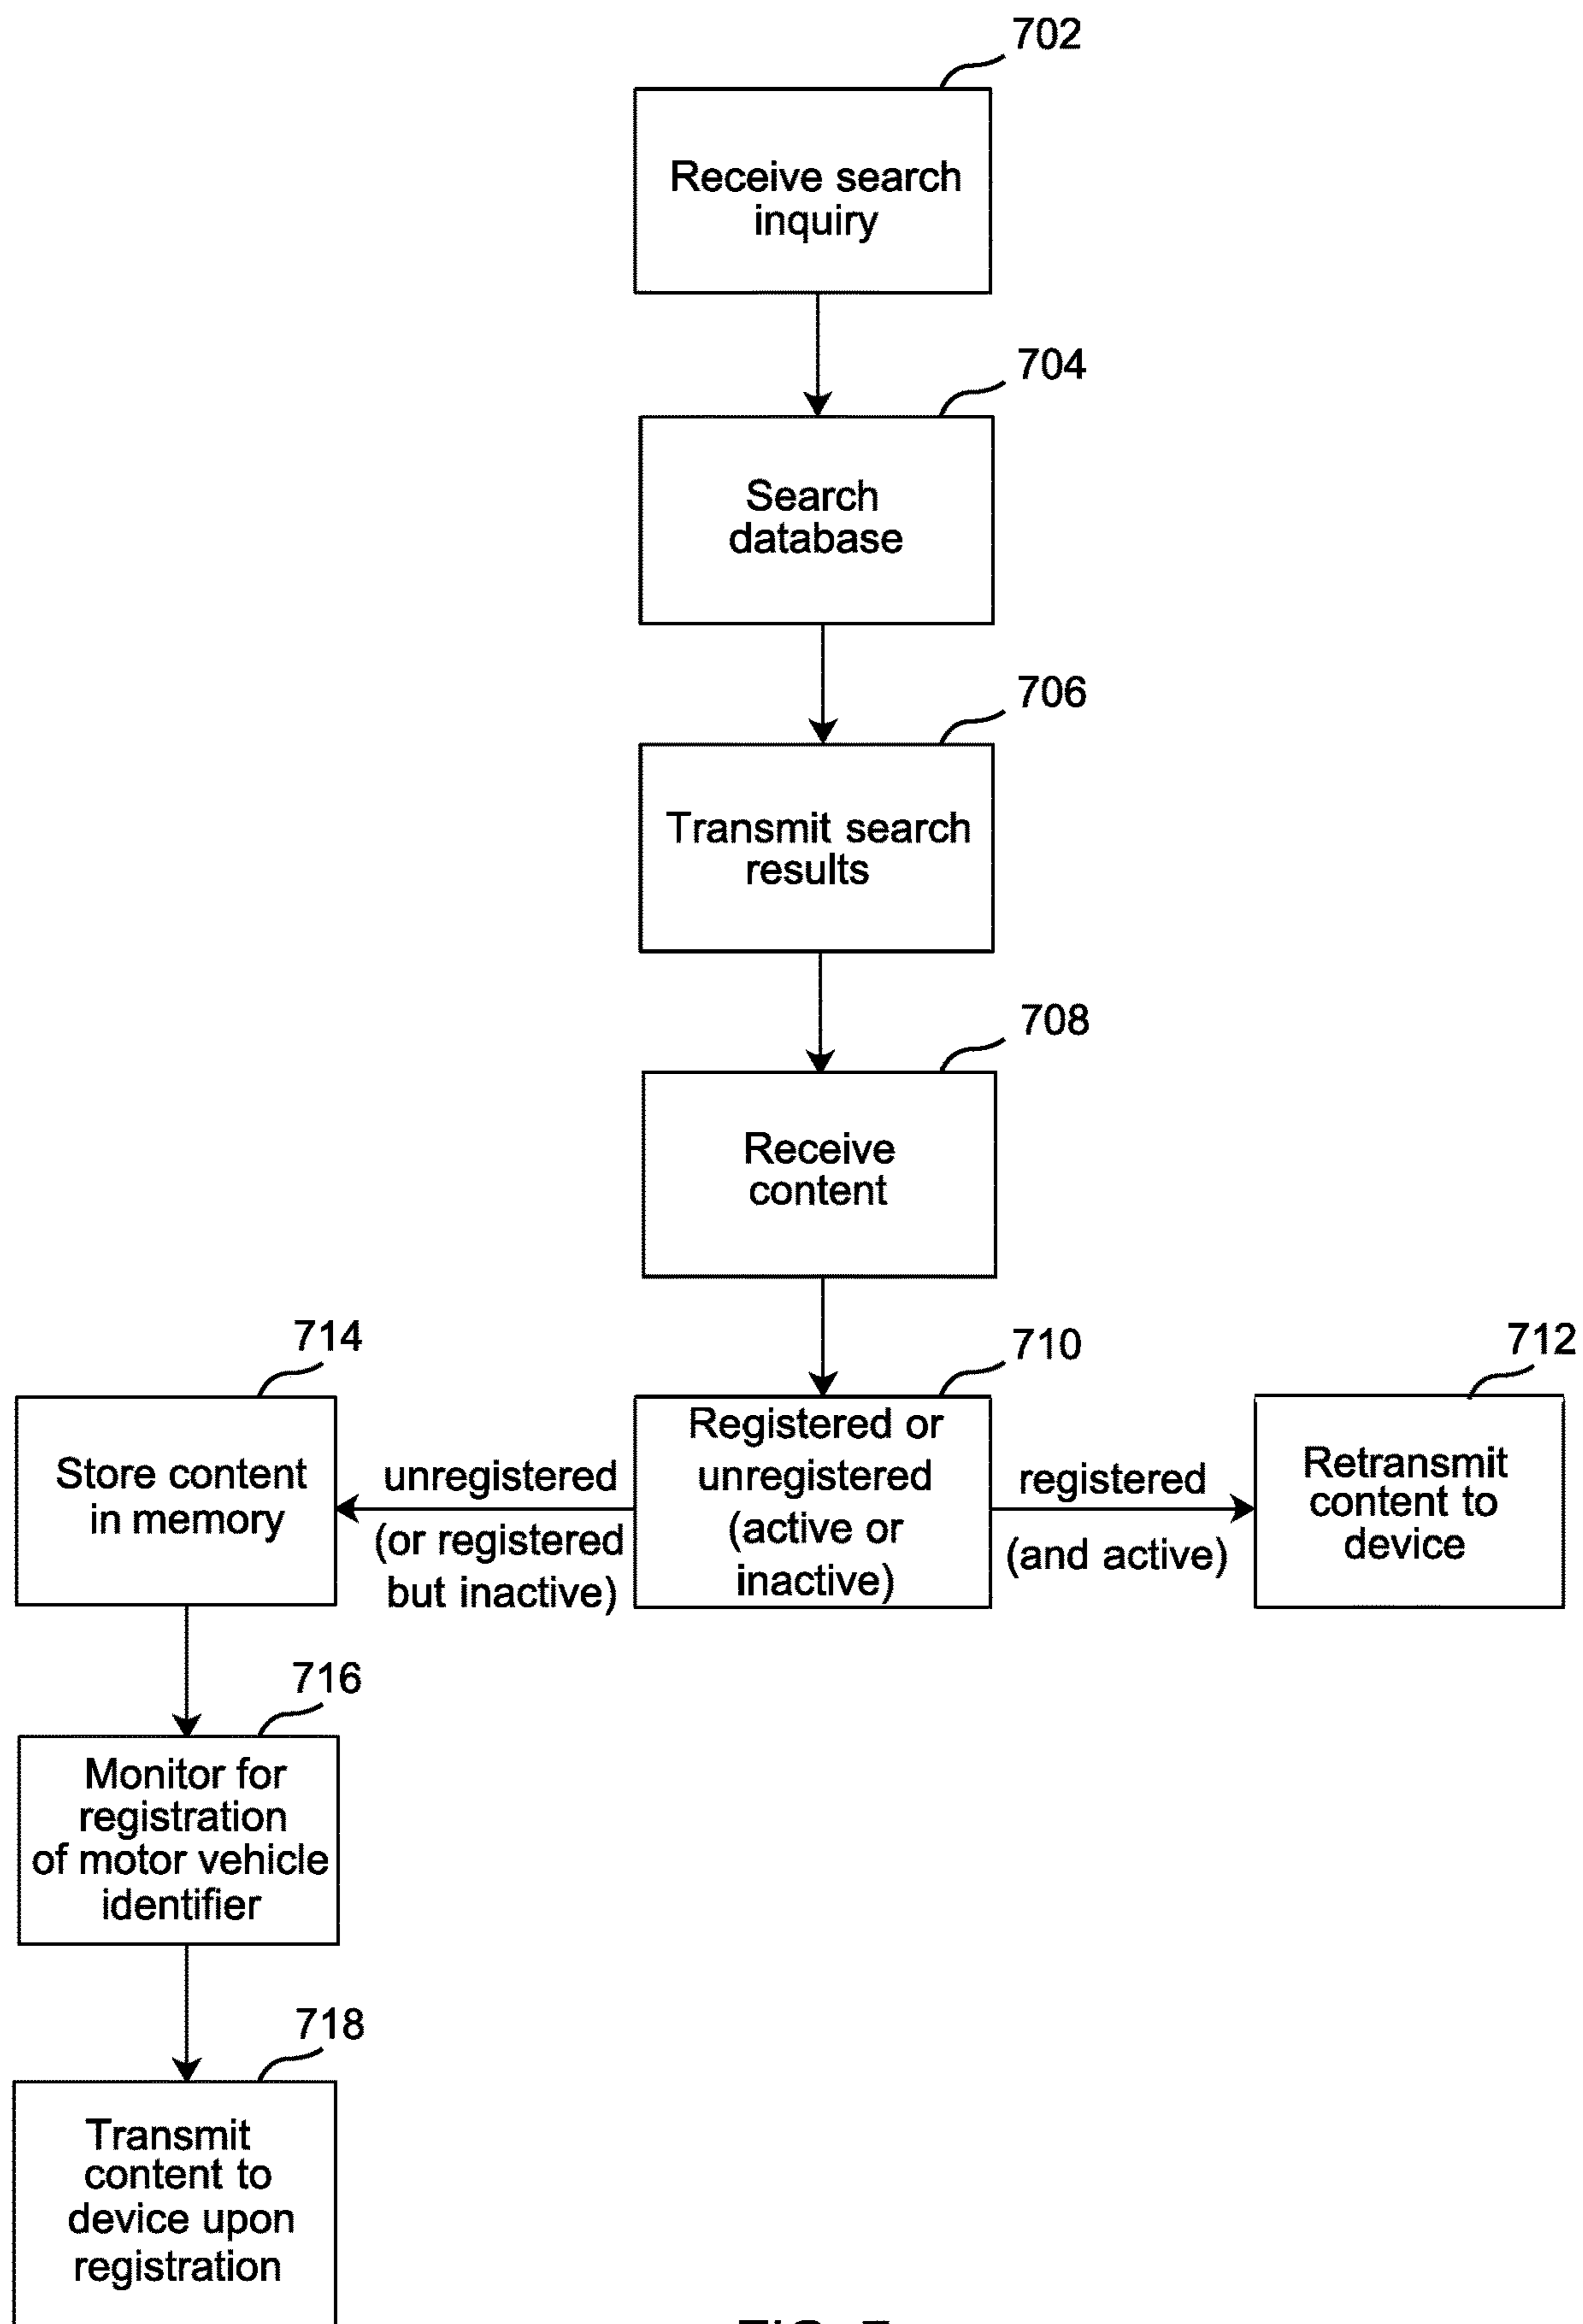 702
Receive search
inquiry
704
Search
database
706
Transmit search
results
708
Receive
content
710
Registered or
unregistered
(active or
inactive)
registered
(and active)
712
Retransmit
content to
device
unregistered
(or registered
but inactive)
714
Store content
in memory
716
Monitor for
registration
of motor vehicle
identifier
718
Transmit
content to
device upon
registration